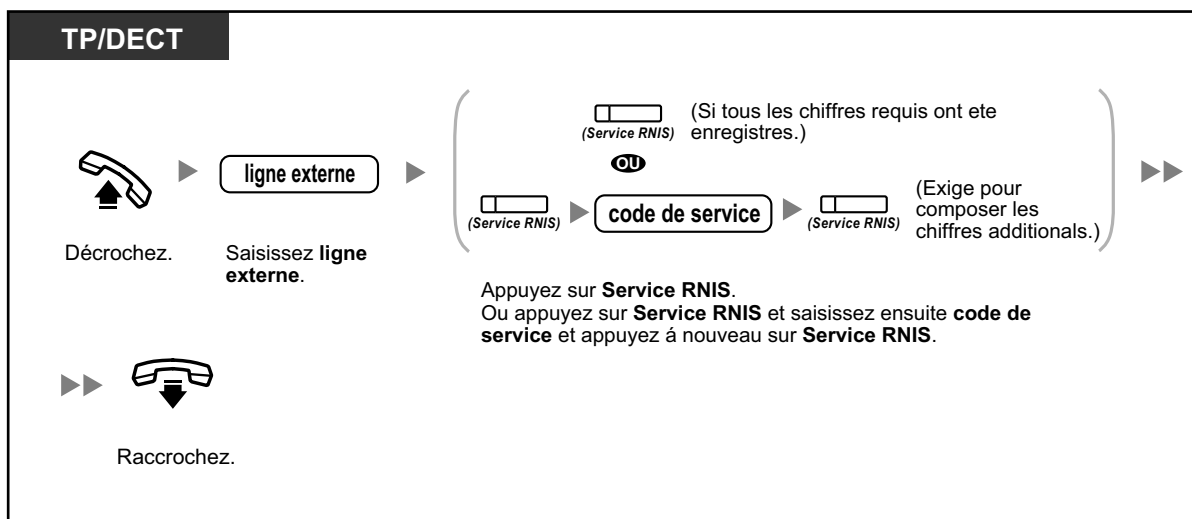 TP/DECT
(Service RNIS)
(Si tous les chiffres requis ont ete
enregistres.)
OU
ligne externe
(Service RNIS)
code de service
(Service RNIS)
(Exige pour
composer les
chiffres additionals.)
Décrochez.
Saisissez ligne
externe.
Appuyez sur Service RNIS.
Ou appuyez sur Service RNIS et saisissez ensuite code de
service et appuyez á nouveau sur Service RNIS.
Raccrochez.